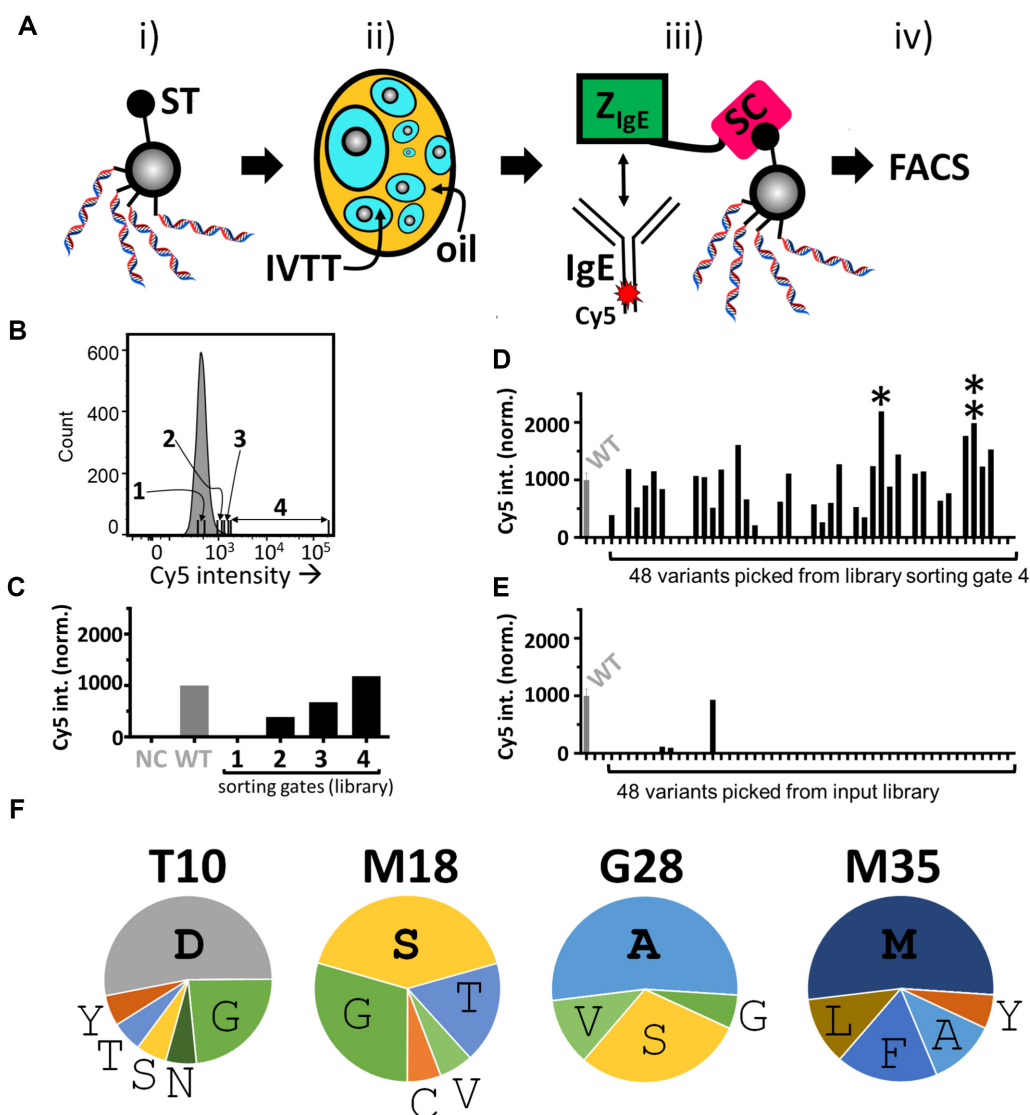 A
i)
ii)
iii)
iv)
ST
IVTT
oil
Z IgE
SC
IgE
Cy5
FACS
B
Count
600
400
200
0
1
2
3
4
0
10³
10⁴
10⁵
Cy5 intensity →
C
Cy5 int. (norm.)
2000
1000
0
NC
WT
1
2
3
4
sorting gates (library)
D
Cy5 int. (norm.)
2000
1000
0
WT
*
*
*
48 variants picked from library sorting gate 4
E
Cy5 int. (norm.)
2000
1000
0
WT
48 variants picked from input library
F
T10
D
G
N
S
T
Y
M18
S
T
V
C
G
G28
A
G
S
V
M35
M
Y
A
F
L